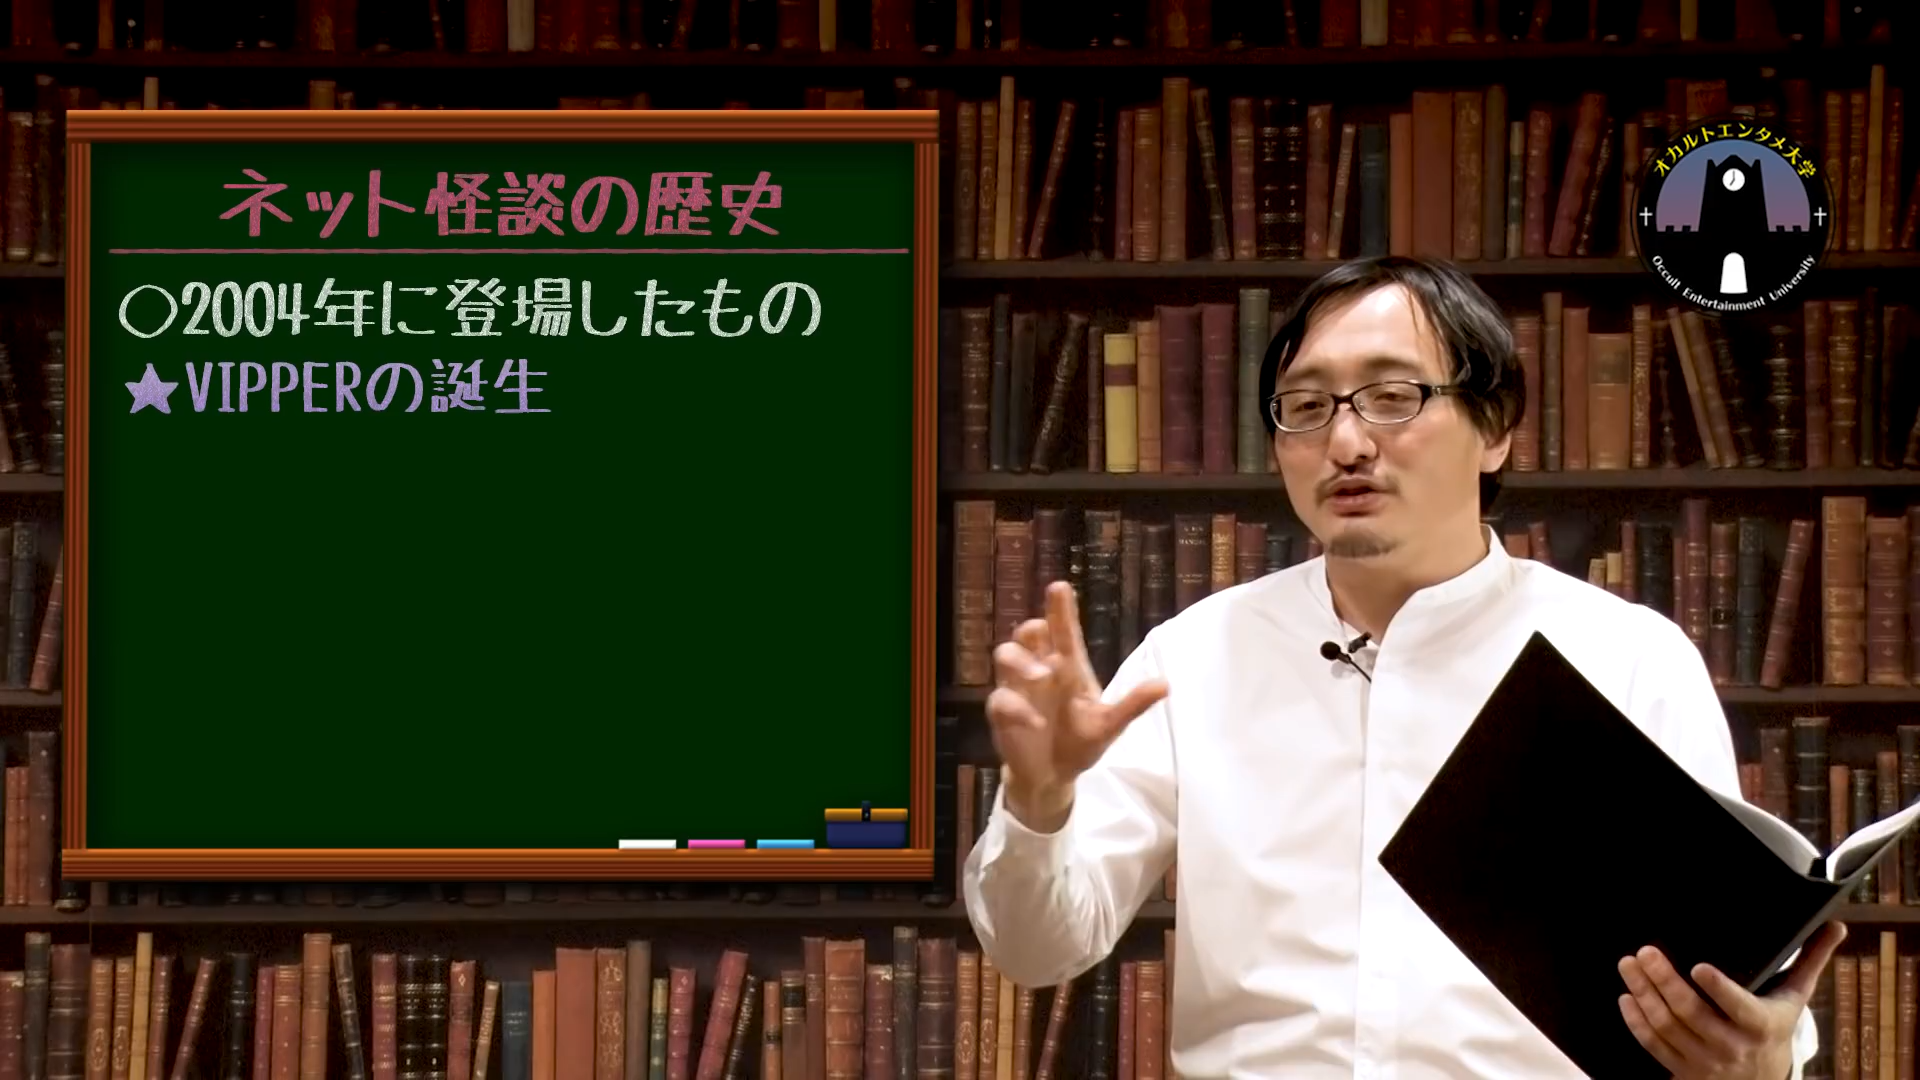 ネット怪談の歴史
○2004年に登場したもの
★VIPPERの誕生
オカルトエンタメ大学
Occult Entertainment University